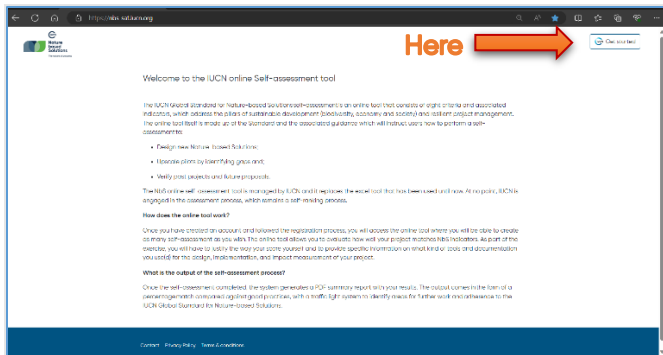 https://nbs.eatium.org
Here
Nature
based
Solutions
Welcome to the IUCN online Self-assessment tool
The IUCN Global Standard for Nature-based Solutions self-assessment is an online tool that consists of eight criteria and associated
indicators, which address the pillars of sustainable development (biodiversity, economy and society) and resilient project management.
The online tool itself is made up of the Standard and the associated guidance which will instruct users how to perform a self-
assessment to:
• Design new Nature-based Solutions;
• Upscale pilots by identifying gaps and;
• Verify past projects and future proposals.
The NbS online self-assessment tool is managed by IUCN and it replaces the excel tool that has been used until now. At no point, IUCN is
engaged in the assessment process, which remains a self-ranking process.
How does the online tool work?
Once you have created an account and followed the registration process, you will access the online tool where you will be able to create
as many self-assessment as you wish. The online tool allows you to evaluate how well your project matches NbS indicators. As part of the
exercise, you will have to justify the way your score yourself and to provide specific information on what kind of tools and documentation
you use(d) for the design, implementation, and impact measurement of your project.
What is the output of the self-assessment process?
Once the self-assessment completed, the system generates a PDF summary report with your results. The output comes in the form of a
percentage match compared against good practices, with a traffic light system to identify areas for further work and adherence to the
IUCN Global Standard for Nature-based Solutions.
Contact Privacy Policy Terms & conditions